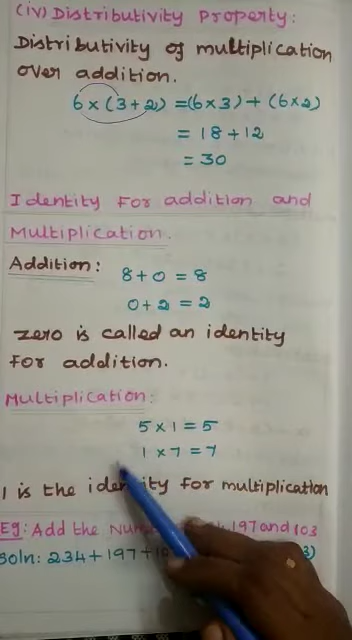 (iv) Distributivity Property:
Distributivity of multiplication
over addition.
6 × (3+2) = (6×3) + (6×2)
= 18 + 12
= 30
Identity For addition and
Multiplication.
Addition:
8 + 0 = 8
0 + 2 = 2
zero is called an identity
for addition.
Multiplication:
5 × 1 = 5
1 × 7 = 7
1 is the identity for multiplication
Eg: Add the 197 and 103
Soln: 234 + 197 +